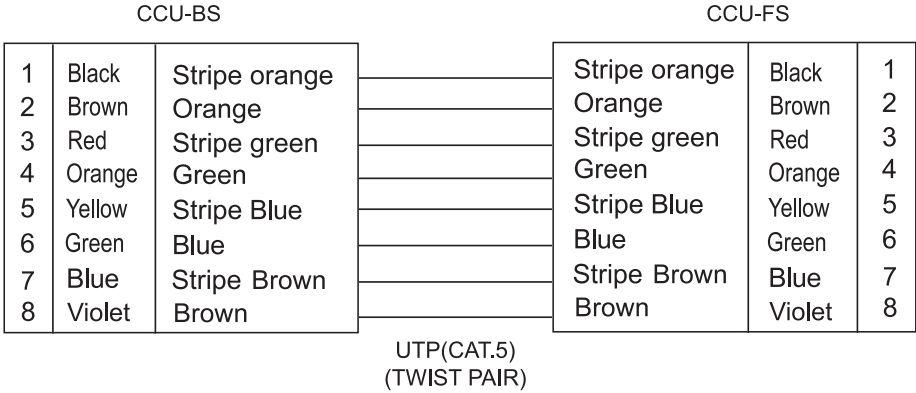 CCU-BS CCU-FS
1 Black Stripe orange Stripe orange Black 1
2 Brown Orange Orange Brown 2
3 Red Stripe green Stripe green Red 3
4 Orange Green Green Orange 4
5 Yellow Stripe Blue Stripe Blue Yellow 5
6 Green Blue Blue Green 6
7 Blue Stripe Brown Stripe Brown Blue 7
8 Violet Brown Brown Violet 8
UTP(CAT.5)
(TWIST PAIR)